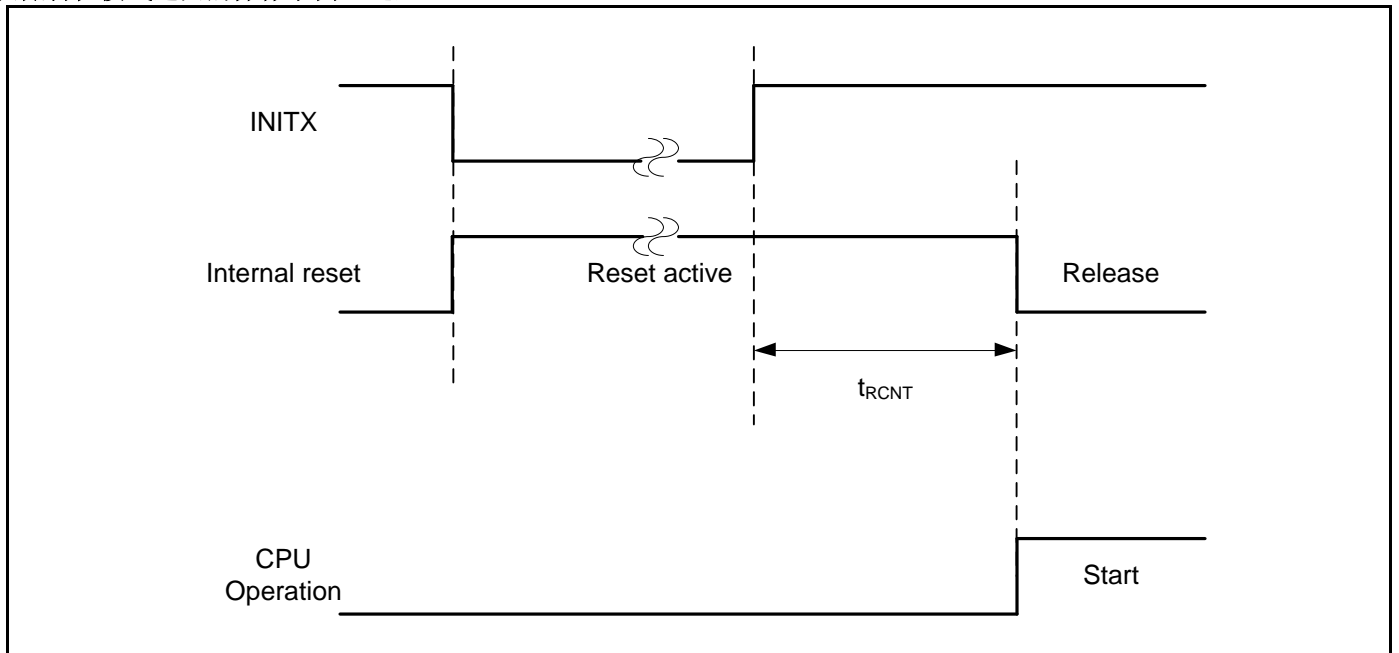 INITX
Internal reset
Reset active
Release
tRCNT
CPU
Operation
Start